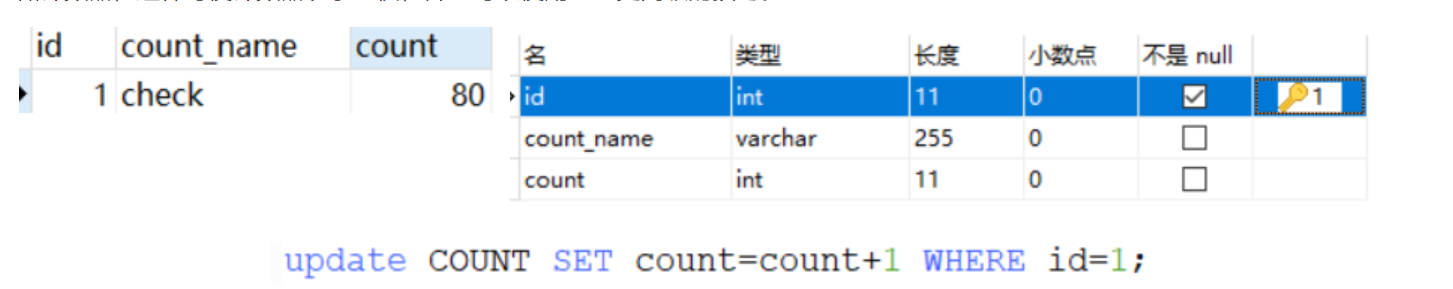 id count_name count
1 check 80
名 类型 长度 小数点 不是 null
id int 11 0 1
count_name varchar 255 0
count int 11 0
update COUNT SET count=count+1 WHERE id=1;